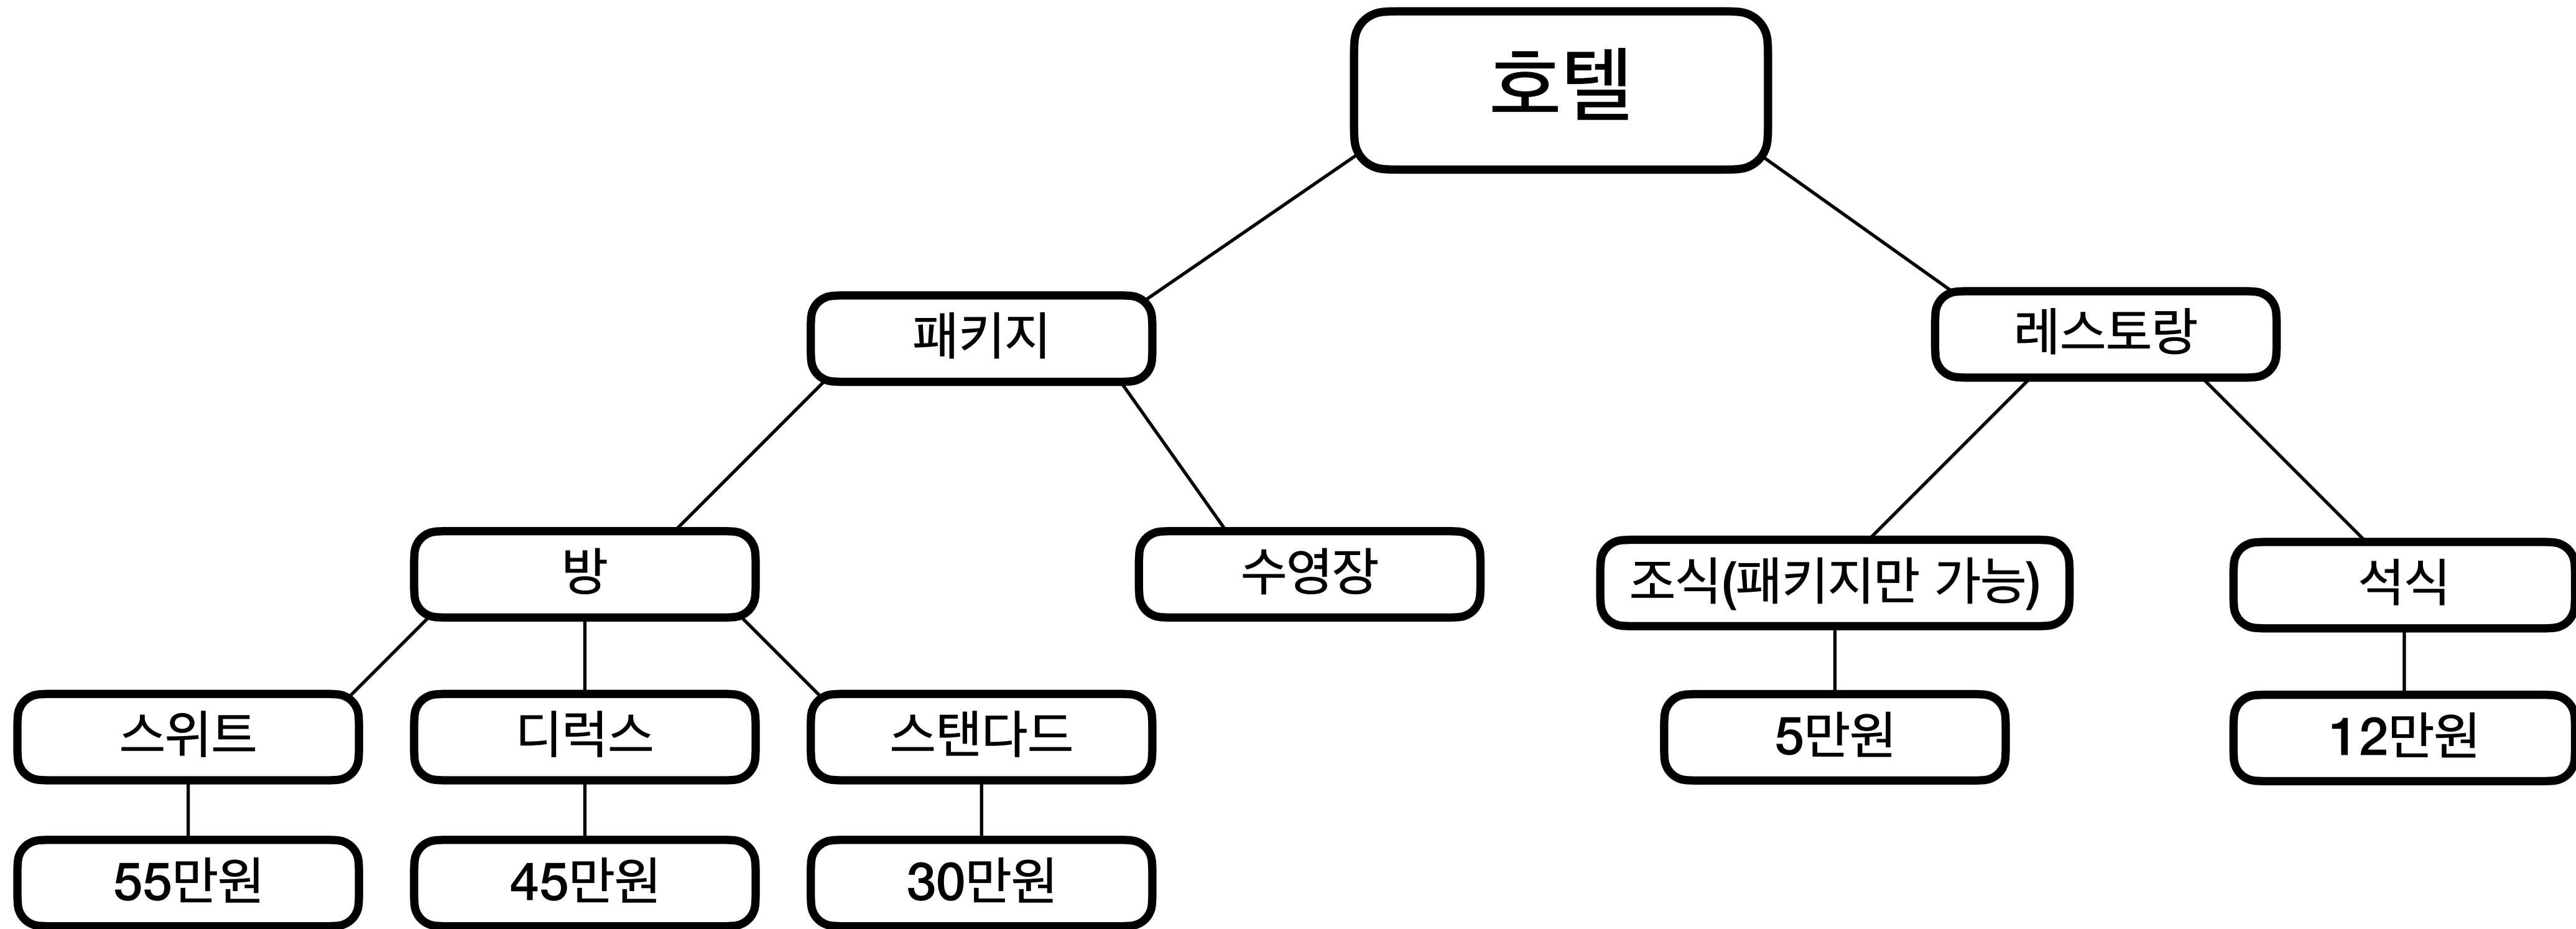 호텔
패키지
레스토랑
방
수영장
조식(패키지만 가능)
석식
스위트
디럭스
스탠다드
5만원
12만원
55만원
45만원
30만원